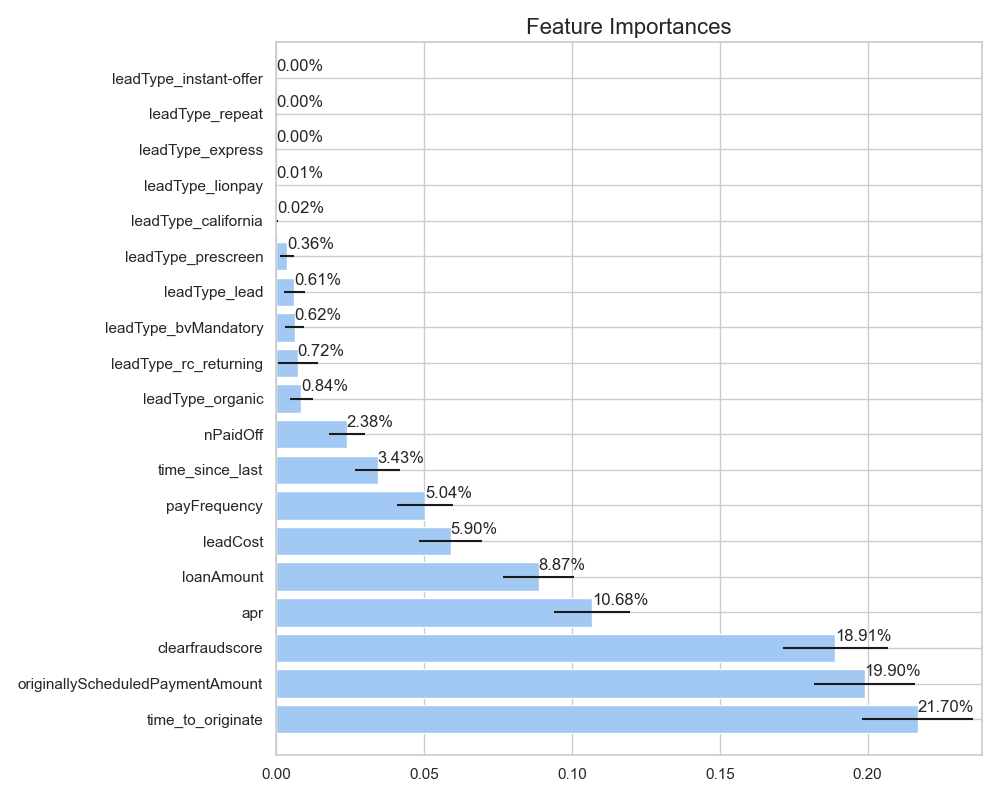 Feature Importances
leadType_instant-offer 0.00%
leadType_repeat 0.00%
leadType_express 0.00%
leadType_lionpay 0.01%
leadType_california 0.02%
leadType_prescreen 0.36%
leadType_lead 0.61%
leadType_bvMandatory 0.62%
leadType_rc_returning 0.72%
leadType_organic 0.84%
nPaidOff 2.38%
time_since_last 3.43%
payFrequency 5.04%
leadCost 5.90%
loanAmount 8.87%
apr 10.68%
clearfraudscore 18.91%
originallyScheduledPaymentAmount 19.90%
time_to_originate 21.70%
0.00 0.05 0.10 0.15 0.20